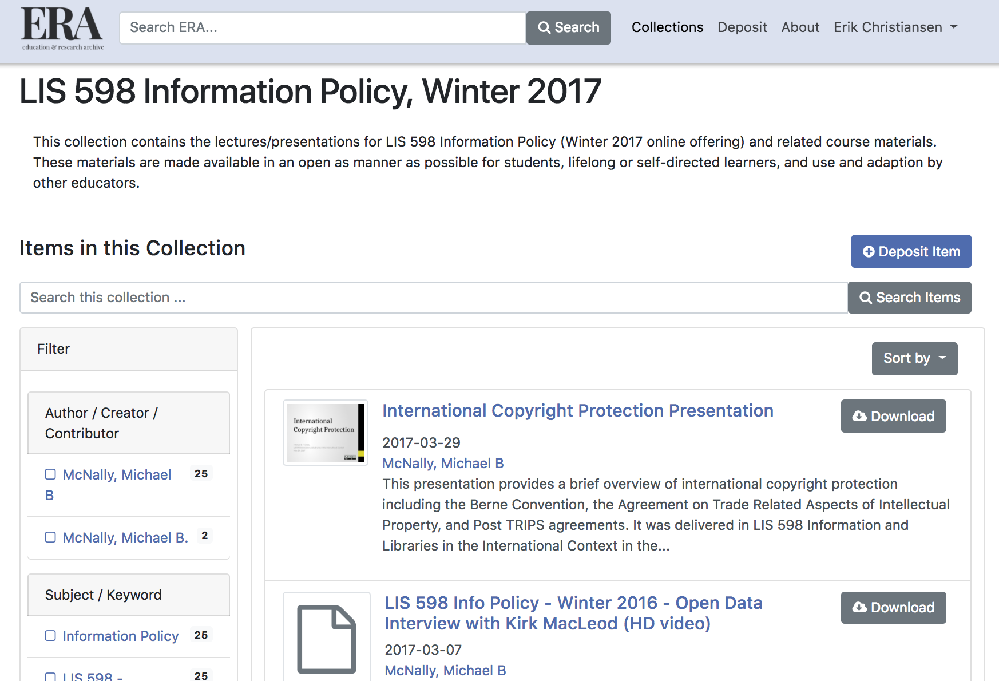 ERA
education & research archive
Search ERA...
Search
Collections
Deposit
About
Erik Christiansen
LIS 598 Information Policy, Winter 2017
This collection contains the lectures/presentations for LIS 598 Information Policy (Winter 2017 online offering) and related course materials.
These materials are made available in an open as manner as possible for students, lifelong or self-directed learners, and use and adaption by
other educators.
Items in this Collection
Deposit Item
Search this collection ...
Search Items
Filter
Author / Creator /
Contributor
McNally, Michael
B
25
McNally, Michael B.
2
Subject / Keyword
Information Policy
25
LIS 598 -
25
Sort by
International
Copyright Protection
International Copyright Protection Presentation
Download
2017-03-29
McNally, Michael B
This presentation provides a brief overview of international copyright protection
including the Berne Convention, the Agreement on Trade Related Aspects of Intellectual
Property, and Post TRIPS agreements. It was delivered in LIS 598 Information and
Libraries in the International Context in the...
LIS 598 Info Policy - Winter 2016 - Open Data
Interview with Kirk MacLeod (HD video)
Download
2017-03-07
McNally, Michael B